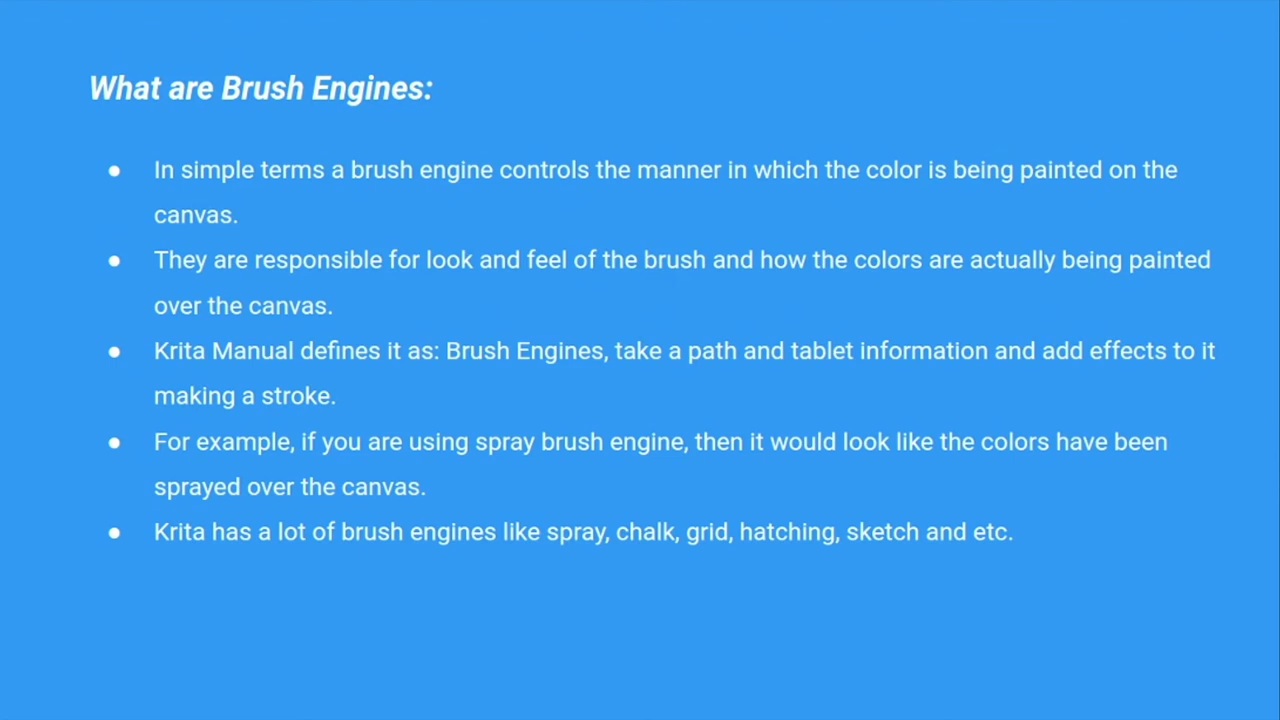 What are Brush Engines:
● In simple terms a brush engine controls the manner in which the color is being painted on the
canvas.
● They are responsible for look and feel of the brush and how the colors are actually being painted
over the canvas.
● Krita Manual defines it as: Brush Engines, take a path and tablet information and add effects to it
making a stroke.
● For example, if you are using spray brush engine, then it would look like the colors have been
sprayed over the canvas.
● Krita has a lot of brush engines like spray, chalk, grid, hatching, sketch and etc.